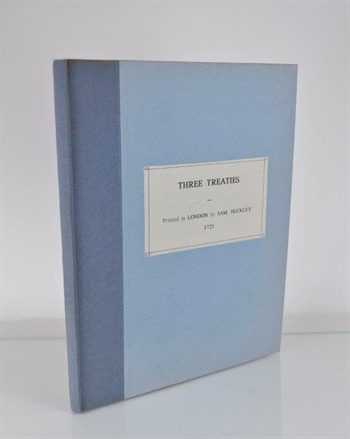 THREE TREATIES
Printed in LONDON by SAM. BUCKLEY
1725